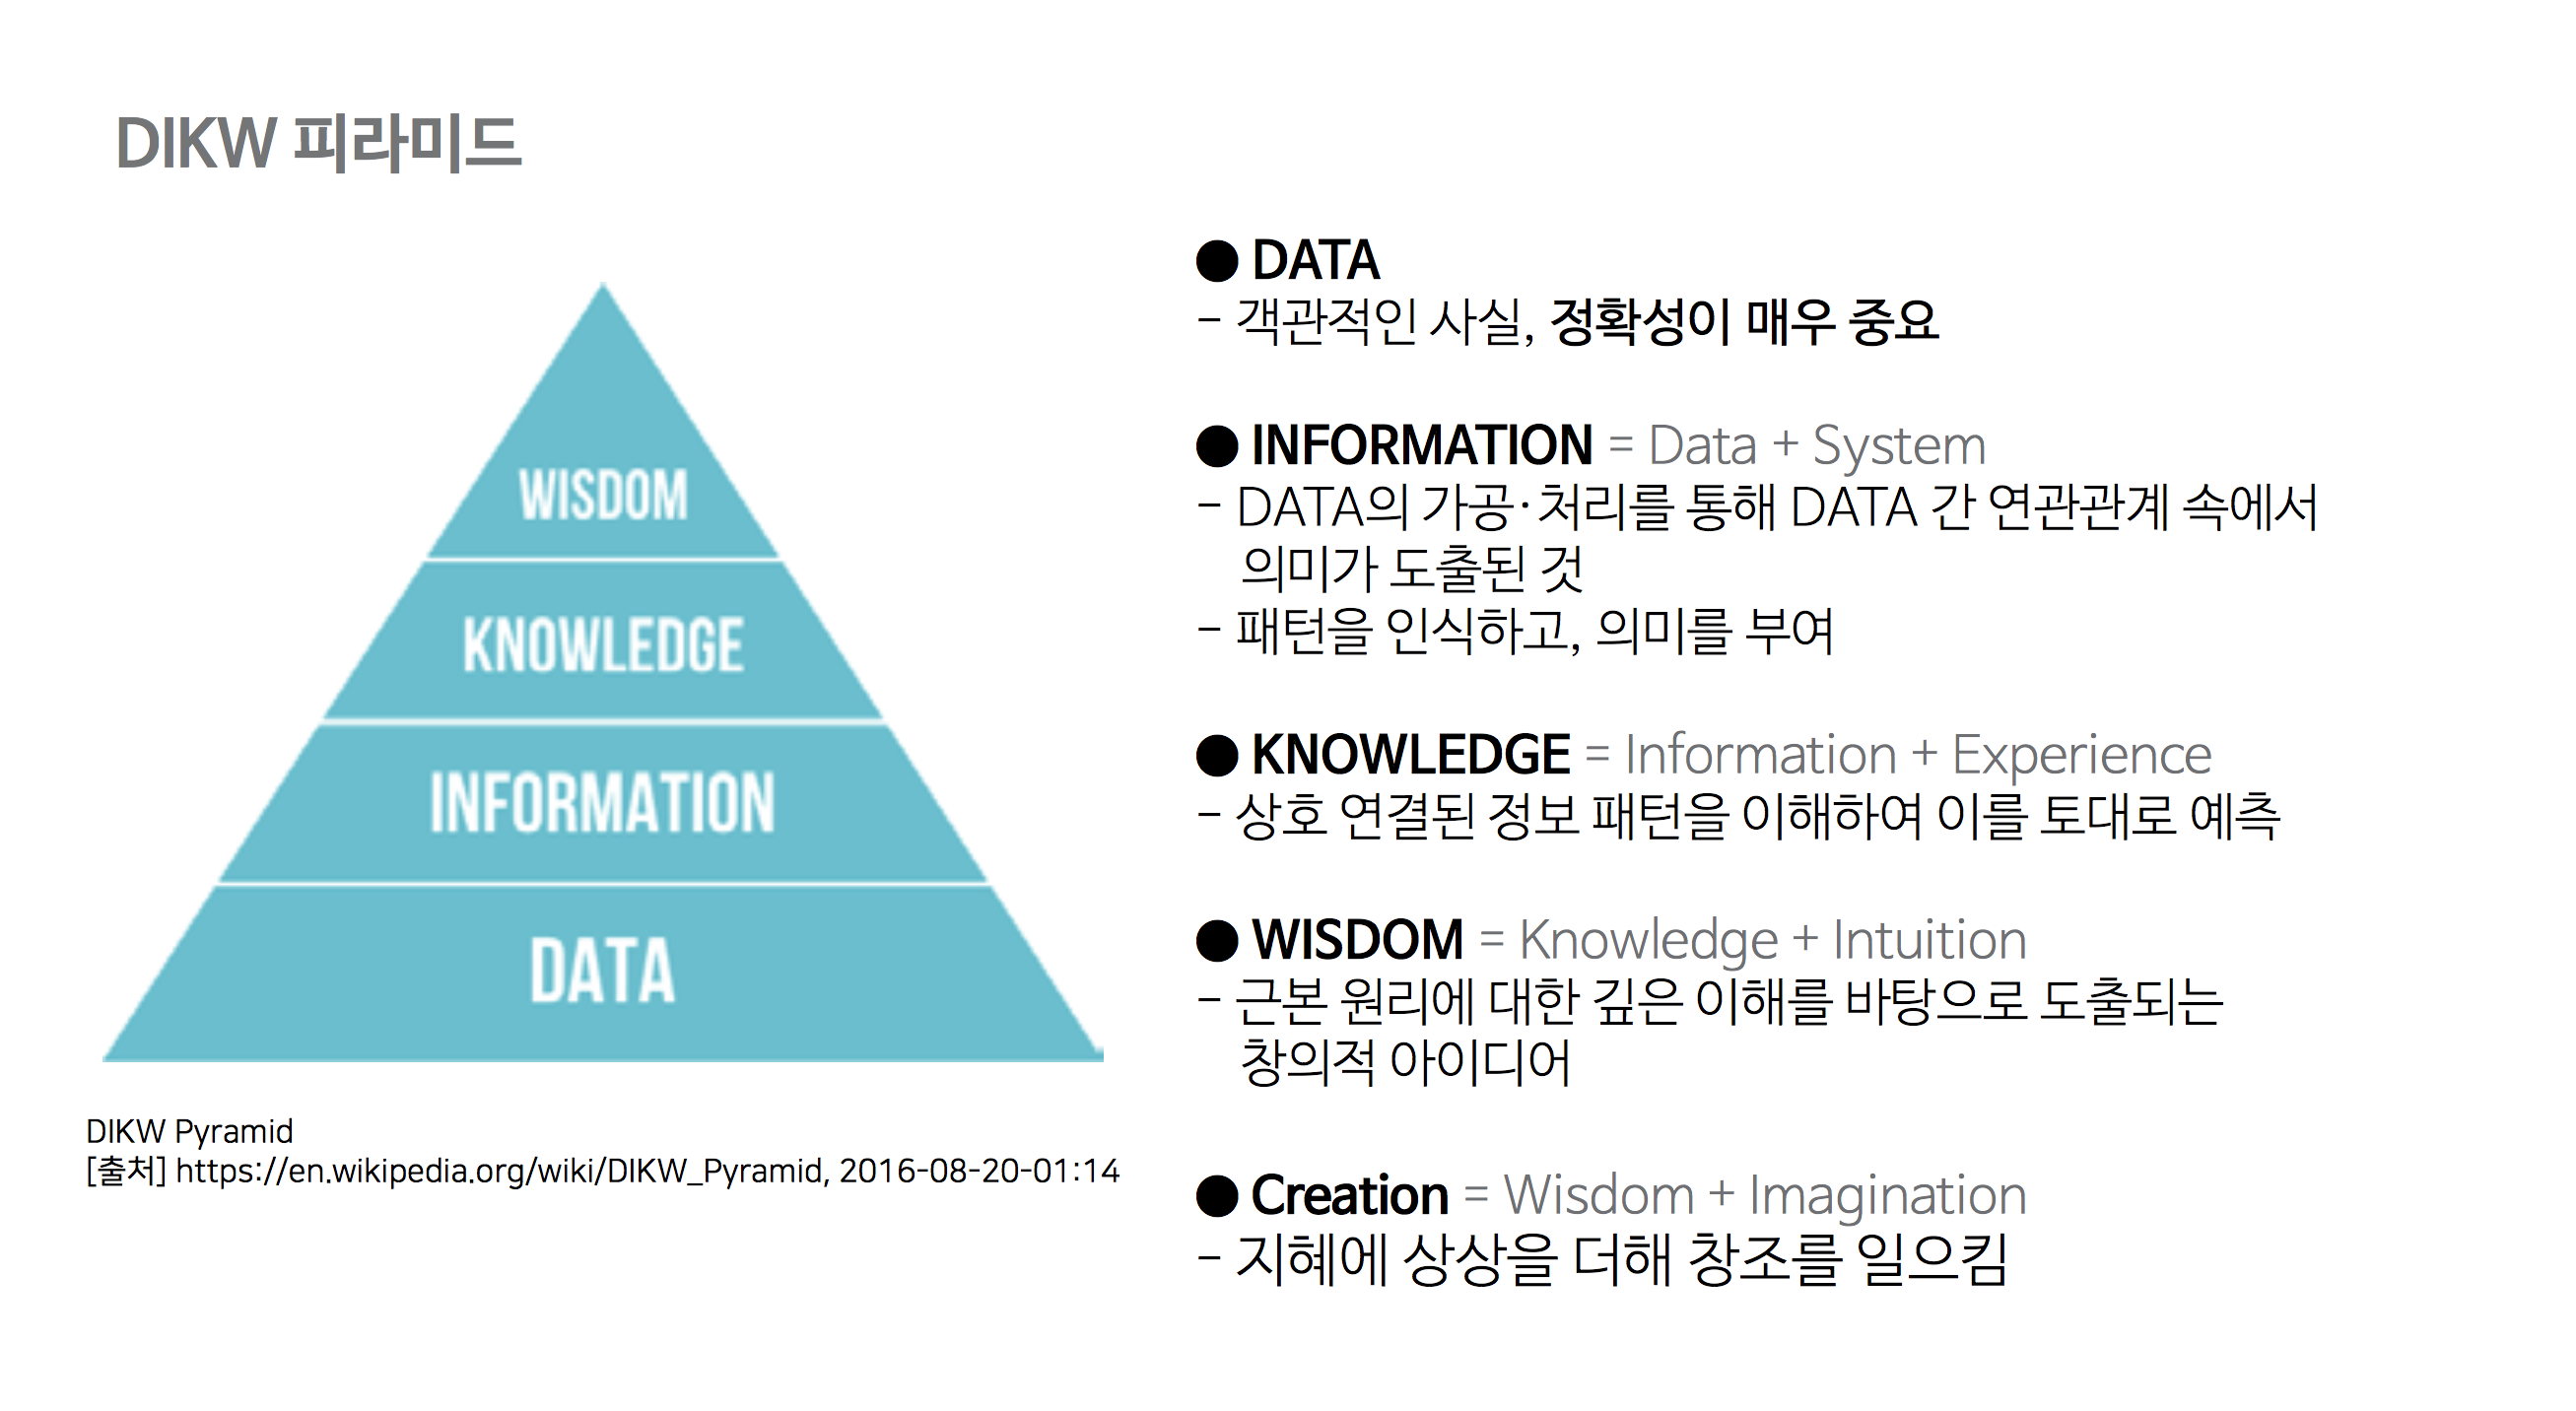 DIKW 피라미드
WISDOM
KNOWLEDGE
INFORMATION
DATA
DIKW Pyramid
[출처] https://en.wikipedia.org/wiki/DIKW_Pyramid, 2016-08-20-01:14
● DATA
- 객관적인 사실, 정확성이 매우 중요
● INFORMATION = Data + System
- DATA의 가공·처리를 통해 DATA 간 연관관계 속에서
의미가 도출된 것
- 패턴을 인식하고, 의미를 부여
● KNOWLEDGE = Information + Experience
- 상호 연결된 정보 패턴을 이해하여 이를 토대로 예측
● WISDOM = Knowledge + Intuition
- 근본 원리에 대한 깊은 이해를 바탕으로 도출되는
창의적 아이디어
● Creation = Wisdom + Imagination
- 지혜에 상상을 더해 창조를 일으킴